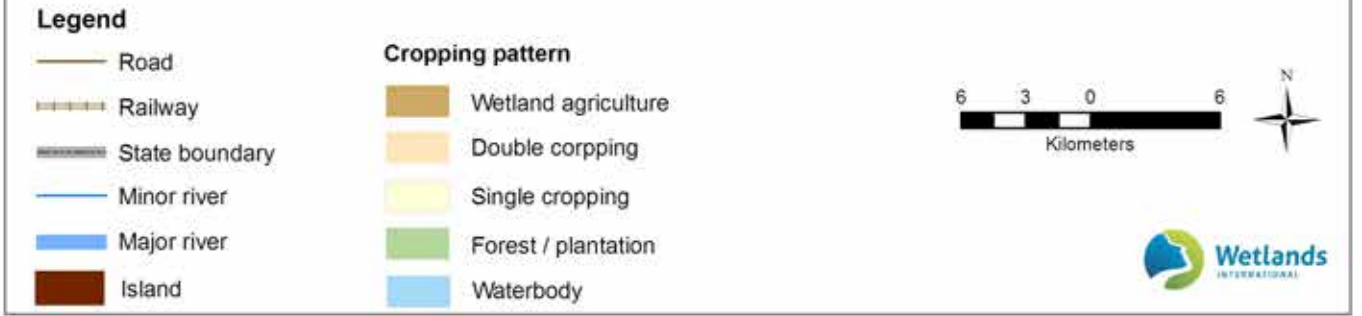 Legend
Road
Railway
State boundary
Minor river
Major river
Island
Cropping pattern
Wetland agriculture
Double corpping
Single cropping
Forest / plantation
Waterbody
6 3 0 6
Kilometers
N
Wetlands
INTERNATIONAL